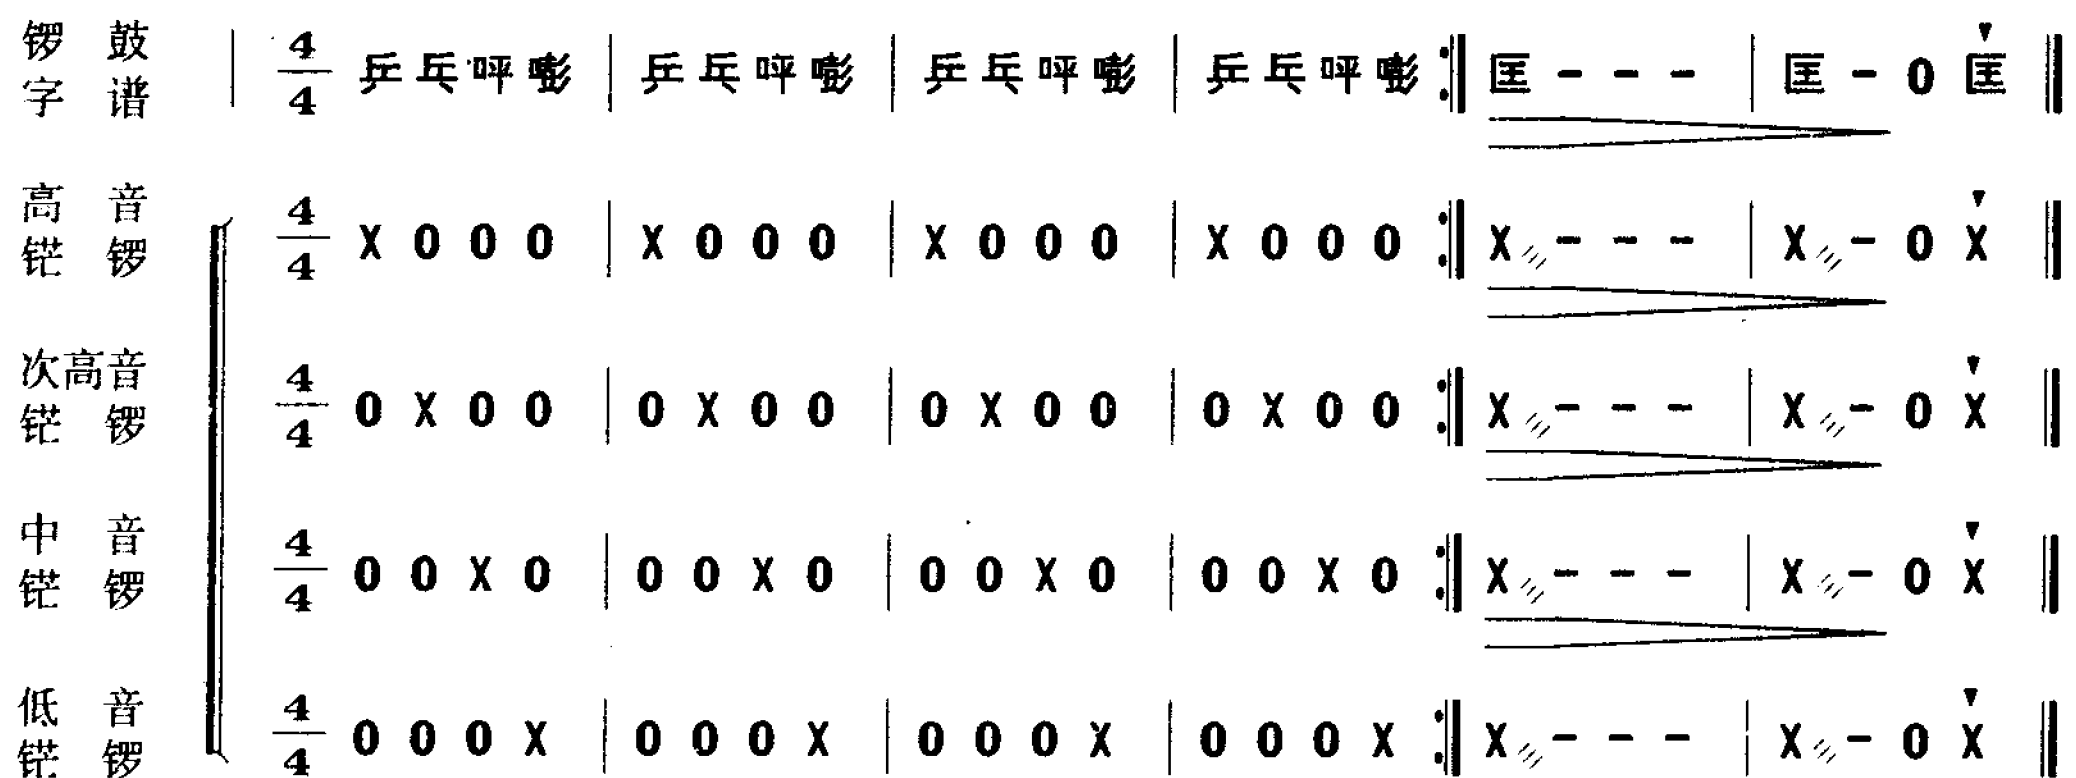 锣 鼓
字 谱
4/4 乒乓呯嘭 | 乒乓呯嘭 | 乒乓呯嘭 | 乒乓呯嘭 :‖ 匡 - - - | 匡 - 0 匡 ‖
高 音
铓 锣
4/4 X 0 0 0 | X 0 0 0 | X 0 0 0 | X 0 0 0 :‖ X - - - | X - 0 X ‖
次高音
铓 锣
4/4 0 X 0 0 | 0 X 0 0 | 0 X 0 0 | 0 X 0 0 :‖ X - - - | X - 0 X ‖
中 音
铓 锣
4/4 0 0 X 0 | 0 0 X 0 | 0 0 X 0 | 0 0 X 0 :‖ X - - - | X - 0 X ‖
低 音
铓 锣
4/4 0 0 0 X | 0 0 0 X | 0 0 0 X | 0 0 0 X :‖ X - - - | X - 0 X ‖